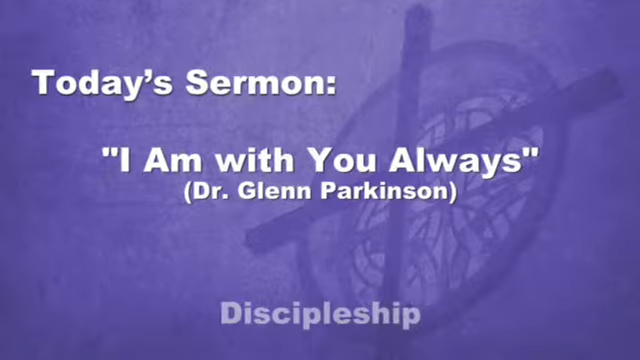 Today's Sermon:
"I Am with You Always"
(Dr. Glenn Parkinson)
Discipleship